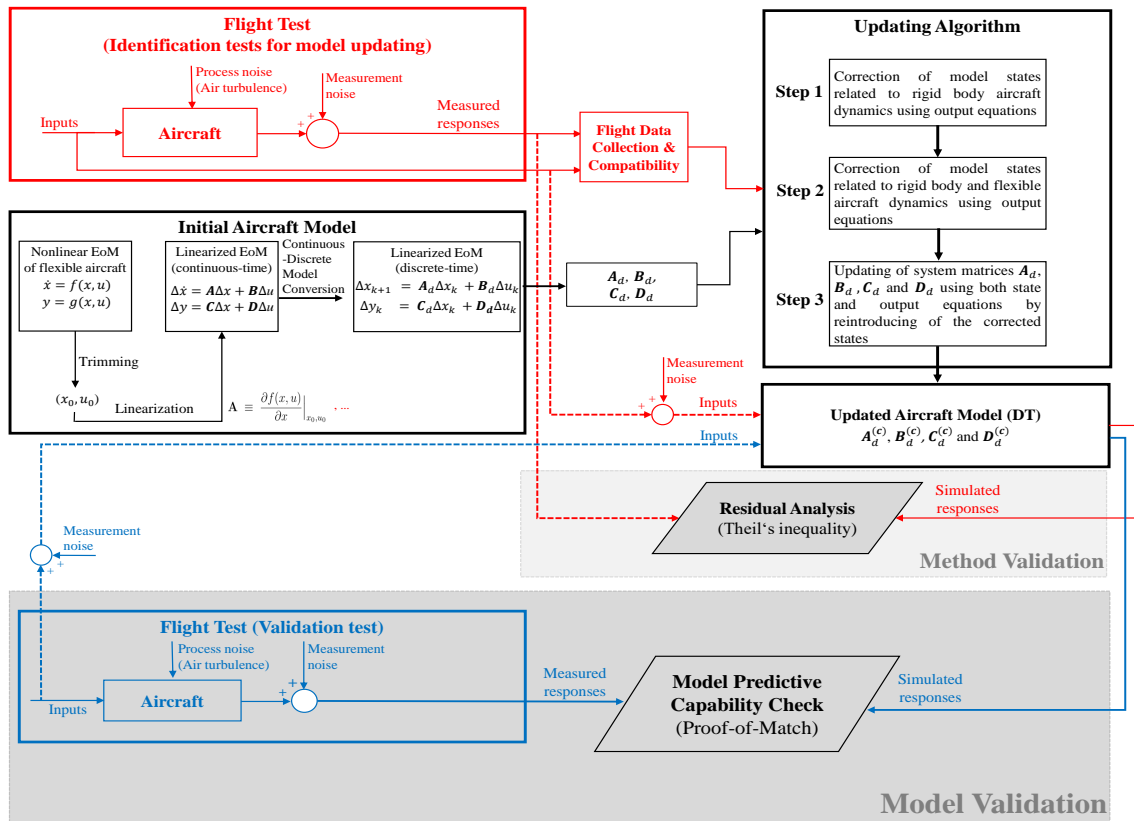 Flight Test
(Identification tests for model updating)
Process noise
(Air turbulence)
Measurement
noise
Inputs
Aircraft
+
+
Measured
responses
Flight Data
Collection &
Compatibility
Updating Algorithm
Step 1
Correction of model states
related to rigid body aircraft
dynamics using output equations
Step 2
Correction of model states
related to rigid body and flexible
aircraft dynamics using output
equations
Step 3
Updating of system matrices A_d,
B_d , C_d and D_d using both state
and output equations by
reintroducing of the corrected
states
Initial Aircraft Model
Nonlinear EoM
of flexible aircraft
ẋ = f(x, u)
y = g(x, u)
Linearized EoM
(continuous-time)
Δẋ = AΔx + BΔu
Δy = CΔx + DΔu
Continuous
-Discrete
Model
Conversion
Linearized EoM
(discrete-time)
Δx_{k+1} = A_dΔx_k + B_dΔu_k
Δy_k = C_dΔx_k + D_dΔu_k
A_d, B_d,
C_d, D_d
Trimming
(x_0, u_0)
Linearization
A ≡ ∂f(x, u)/∂x |_{x_0,u_0} , ...
Measurement
noise
+
+
Inputs
Updated Aircraft Model (DT)
A_d^{(c)}, B_d^{(c)}, C_d^{(c)} and D_d^{(c)}
Inputs
Residual Analysis
(Theil‘s inequality)
Simulated
responses
Method Validation
Measurement
noise
+
+
Flight Test (Validation test)
Process noise
(Air turbulence)
Measurement
noise
Inputs
Aircraft
+
+
Measured
responses
Model Predictive
Capability Check
(Proof-of-Match)
Simulated
responses
Model Validation